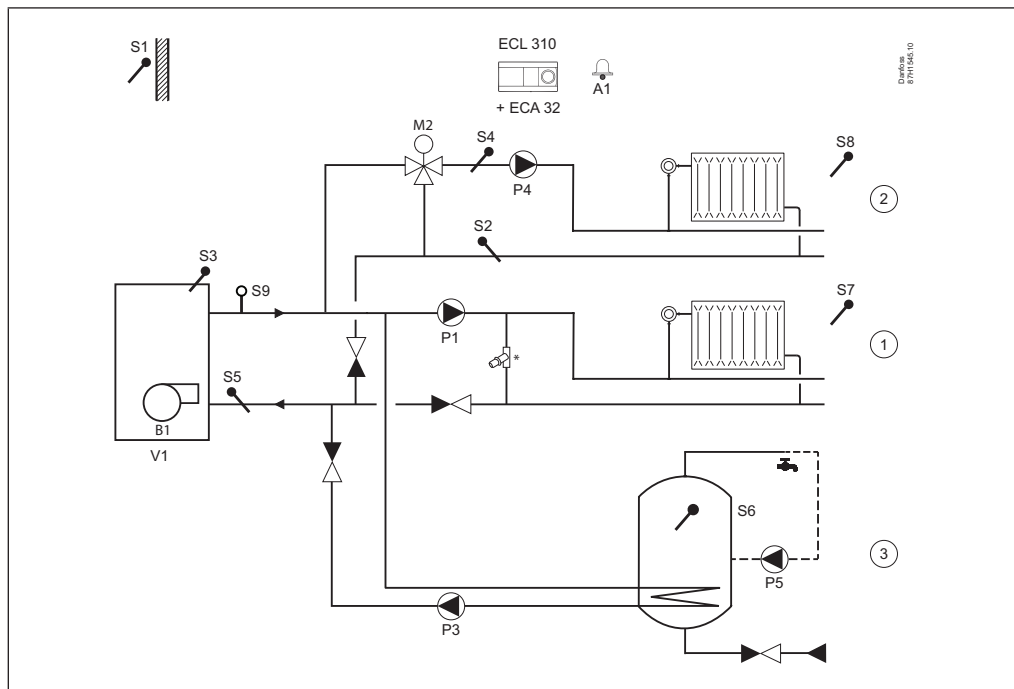 S1
ECL 310
A1
+ ECA 32
Danfoss
87H1545.10
M2
S4
P4
S8
2
S2
S3
S9
P1
S7
*
1
S5
B1
V1
S6
3
P5
P3